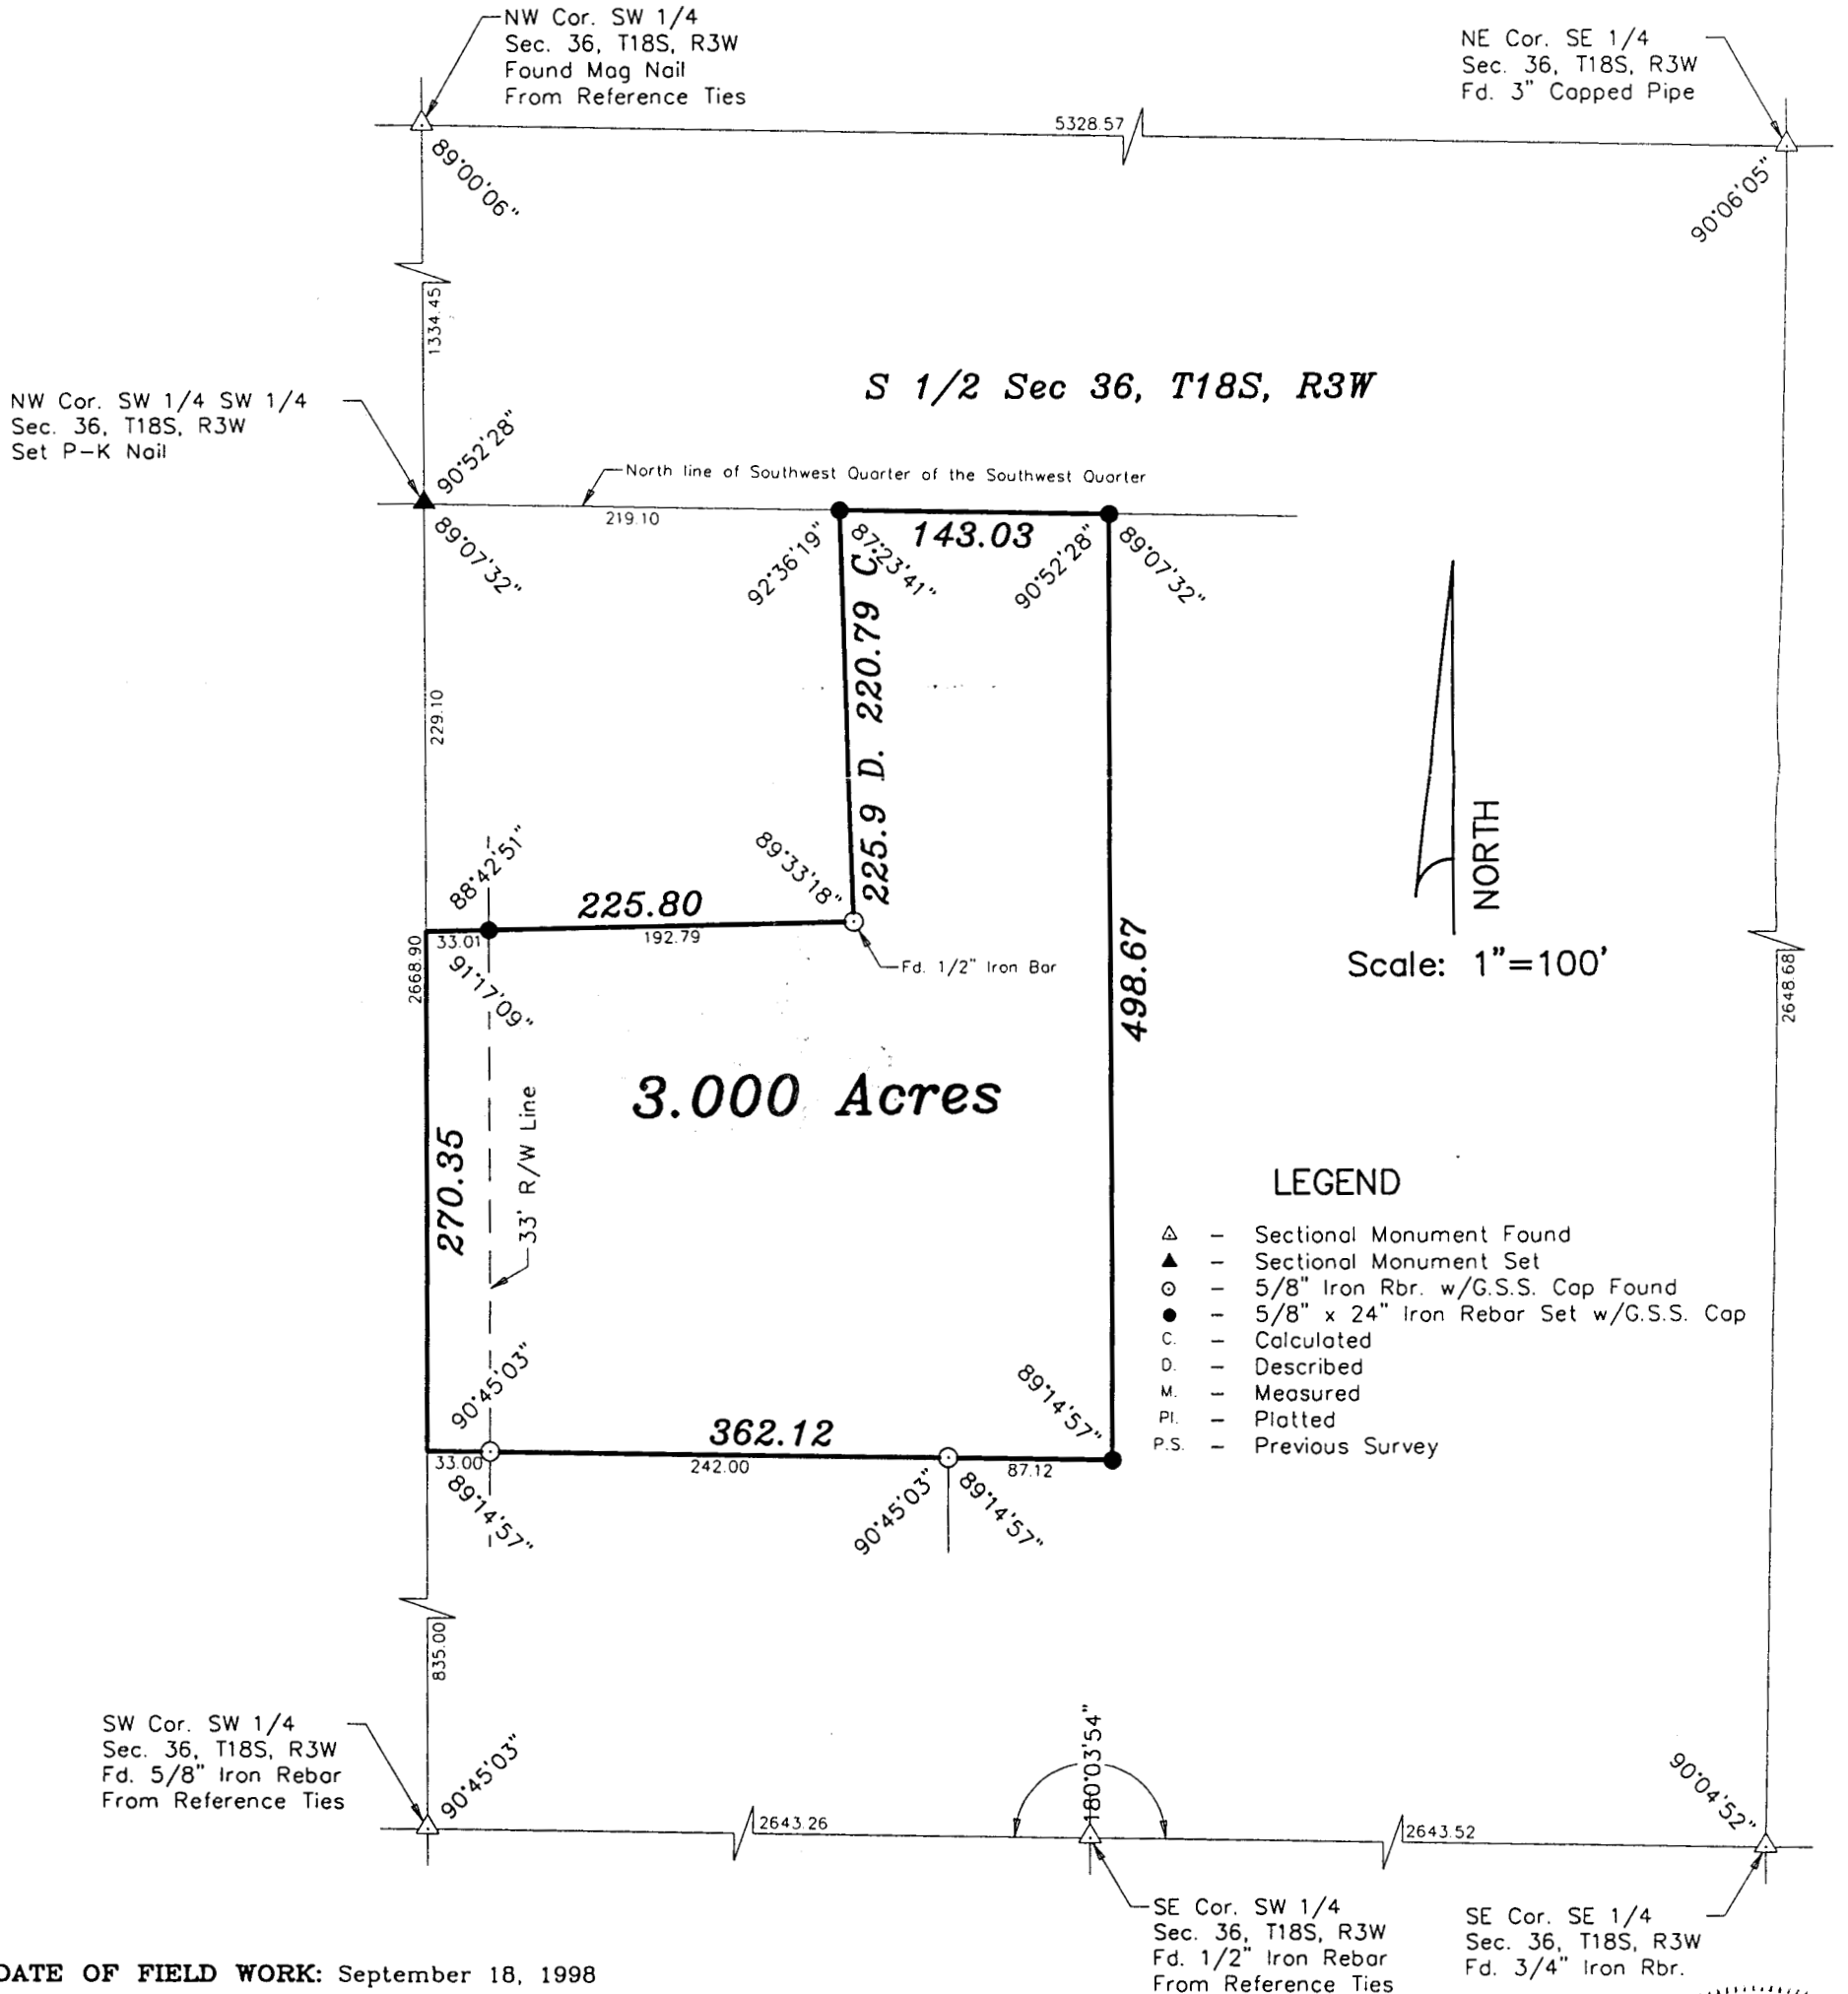 NW Cor. SW 1/4
Sec. 36, T18S, R3W
Found Mag Nail
From Reference Ties
NE Cor. SE 1/4
Sec. 36, T18S, R3W
Fd. 3" Capped Pipe
5328.57
89°00'06"
90°06'05"
1334.45
S 1/2 Sec 36, T18S, R3W
NW Cor. SW 1/4 SW 1/4
Sec. 36, T18S, R3W
Set P-K Nail
90°52'28"
North line of Southwest Quarter of the Southwest Quarter
219.10
143.03
89°07'32"
92°36'19"
87°23'41"
90°52'28"
89°07'32"
225.9 D. 220.79 C
229.10
NORTH
Scale: 1"=100'
88°42'51"
89°33'18"
225.80
33.01
192.79
Fd. 1/2" Iron Bar
2668.90
91°17'09"
498.67
2648.68
3.000 Acres
270.35
33' R/W Line
LEGEND
- Sectional Monument Found
- Sectional Monument Set
- 5/8" Iron Rbr. w/G.S.S. Cap Found
- 5/8" x 24" Iron Rebar Set w/G.S.S. Cap
C. - Calculated
D. - Described
M. - Measured
Pl. - Platted
P.S. - Previous Survey
90°45'03"
89°14'57"
362.12
33.00
242.00
87.12
89°14'57"
90°45'03"
89°14'57"
835.00
SW Cor. SW 1/4
Sec. 36, T18S, R3W
Fd. 5/8" Iron Rebar
From Reference Ties
90°45'03"
180°03'54"
90°04'52"
2643.26
2643.52
SE Cor. SW 1/4
Sec. 36, T18S, R3W
Fd. 1/2" Iron Rebar
From Reference Ties
SE Cor. SE 1/4
Sec. 36, T18S, R3W
Fd. 3/4" Iron Rbr.
DATE OF FIELD WORK: September 18, 1998